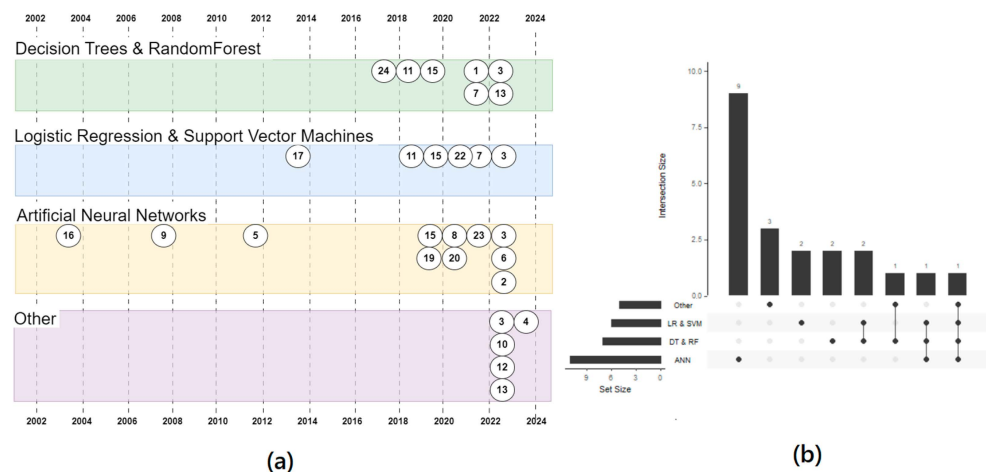 2002 2004 2006 2008 2010 2012 2014 2016 2018 2020 2022 2024
Decision Trees & RandomForest
24 11 15 1 3
7 13
Logistic Regression & Support Vector Machines
17 11 15 22 7 3
Artificial Neural Networks
16 9 5 15 8 23 3
19 20 6
2
Other
3 4
10
12
13
2002 2004 2006 2008 2010 2012 2014 2016 2018 2020 2022 2024
(a)
10.0
7.5
5.0
2.5
0.0
Intersection Size
9 3 2 2 2 1 1 1
Other
LR & SVM
DT & RF
ANN
9 6 3 0
Set Size
(b)